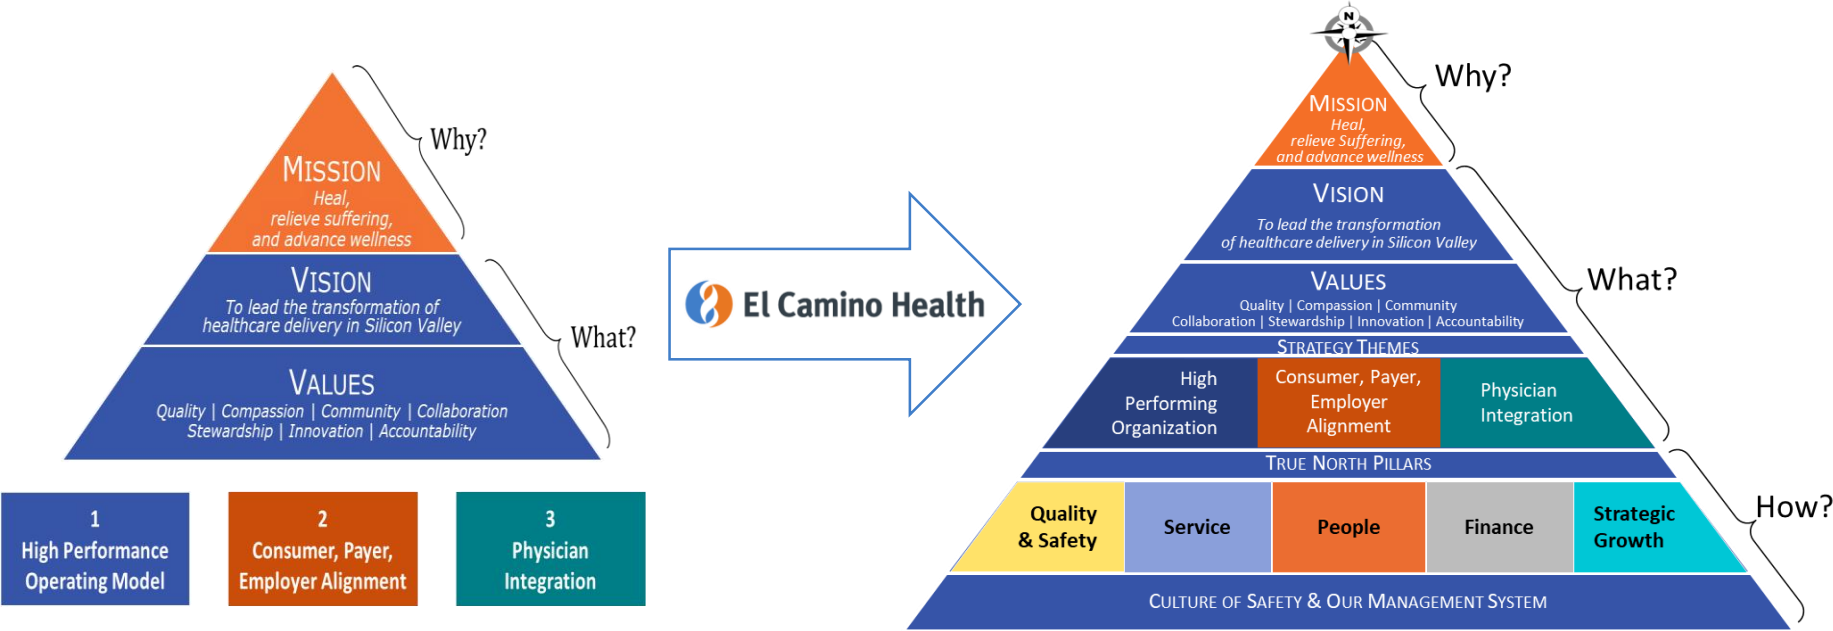 MISSION
Heal,
relieve suffering,
and advance wellness
Why?
VISION
To lead the transformation of
healthcare delivery in Silicon Valley
What?
VALUES
Quality | Compassion | Community | Collaboration
Stewardship | Innovation | Accountability
1
High Performance
Operating Model
2
Consumer, Payer,
Employer Alignment
3
Physician
Integration
El Camino Health
N
MISSION
Heal,
relieve Suffering,
and advance wellness
Why?
VISION
To lead the transformation
of healthcare delivery in Silicon Valley
VALUES
Quality | Compassion | Community
Collaboration | Stewardship | Innovation | Accountability
What?
STRATEGY THEMES
High
Performing
Organization
Consumer, Payer,
Employer
Alignment
Physician
Integration
TRUE NORTH PILLARS
Quality
& Safety
Service
People
Finance
Strategic
Growth
How?
CULTURE OF SAFETY & OUR MANAGEMENT SYSTEM